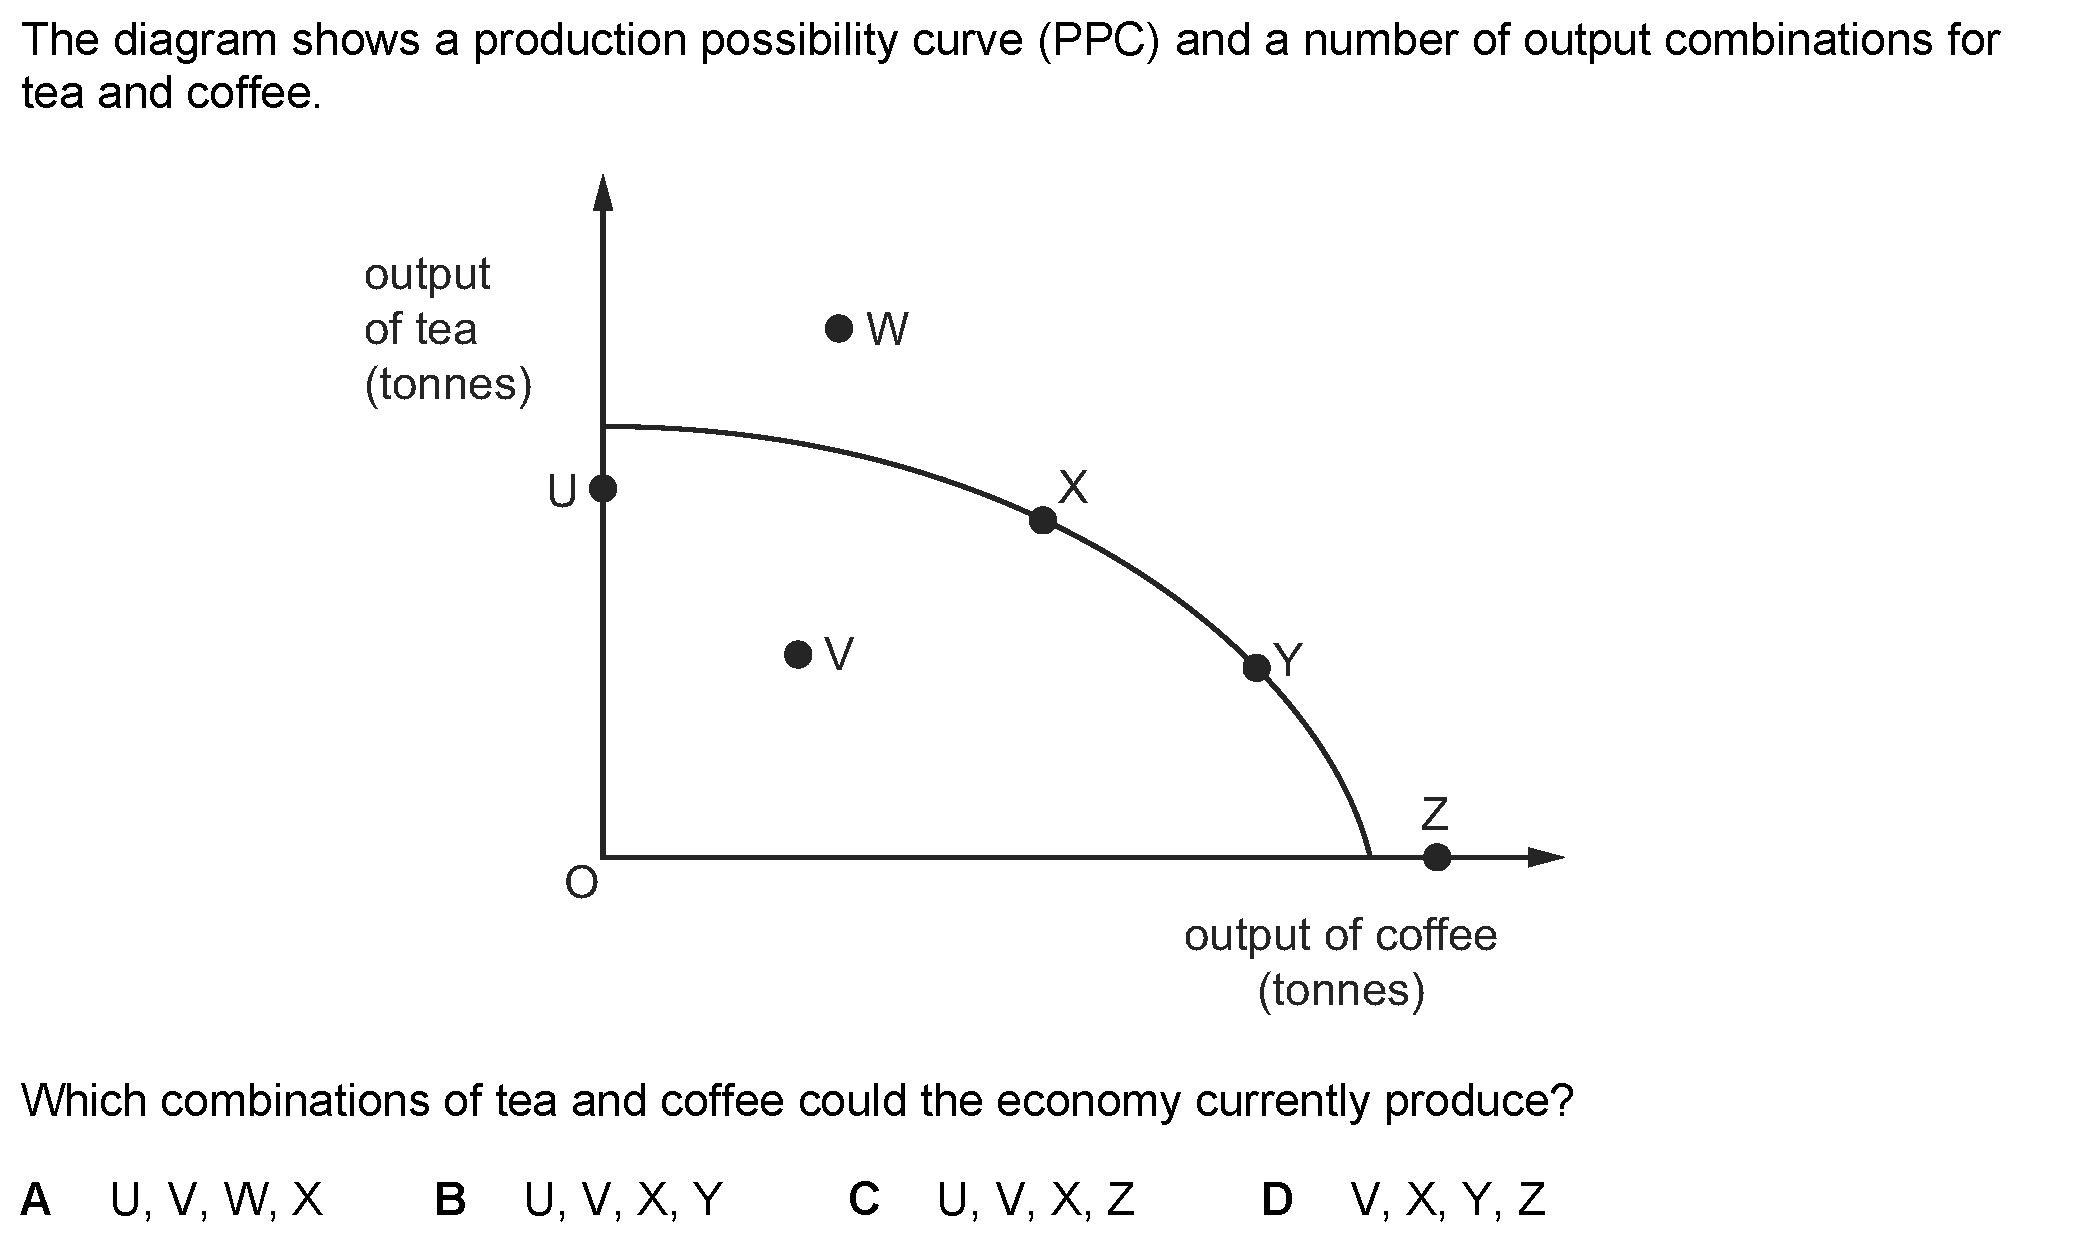 The diagram shows a production possibility curve (PPC) and a number of output combinations for
tea and coffee.
output
of tea
(tonnes)
W
U
X
V
Y
Z
O
output of coffee
(tonnes)
Which combinations of tea and coffee could the economy currently produce?
A U, V, W, X B U, V, X, Y C U, V, X, Z D V, X, Y, Z